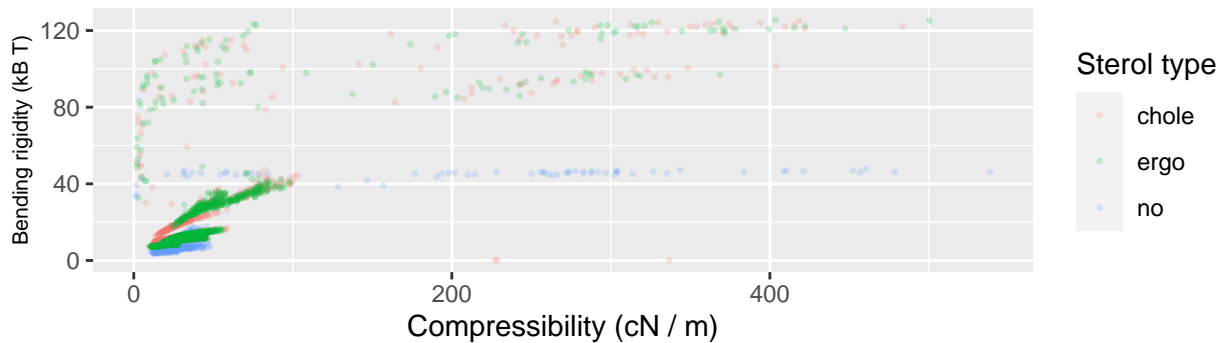 120
80
40
0
Bending rigidity (kB T)
0
200
400
Compressibility (cN / m)
Sterol type
chole
ergo
no